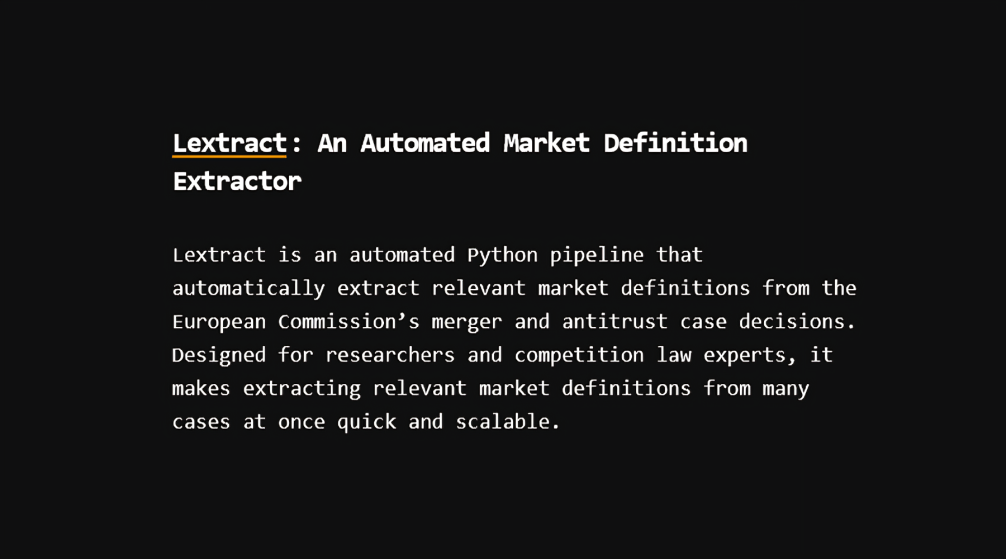 Lextract: An Automated Market Definition
Extractor
Lextract is an automated Python pipeline that
automatically extract relevant market definitions from the
European Commission’s merger and antitrust case decisions.
Designed for researchers and competition law experts, it
makes extracting relevant market definitions from many
cases at once quick and scalable.